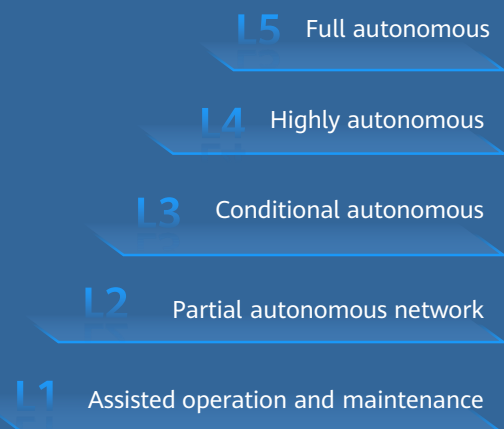 L5 Full autonomous
L4 Highly autonomous
L3 Conditional autonomous
L2 Partial autonomous network
L1 Assisted operation and maintenance